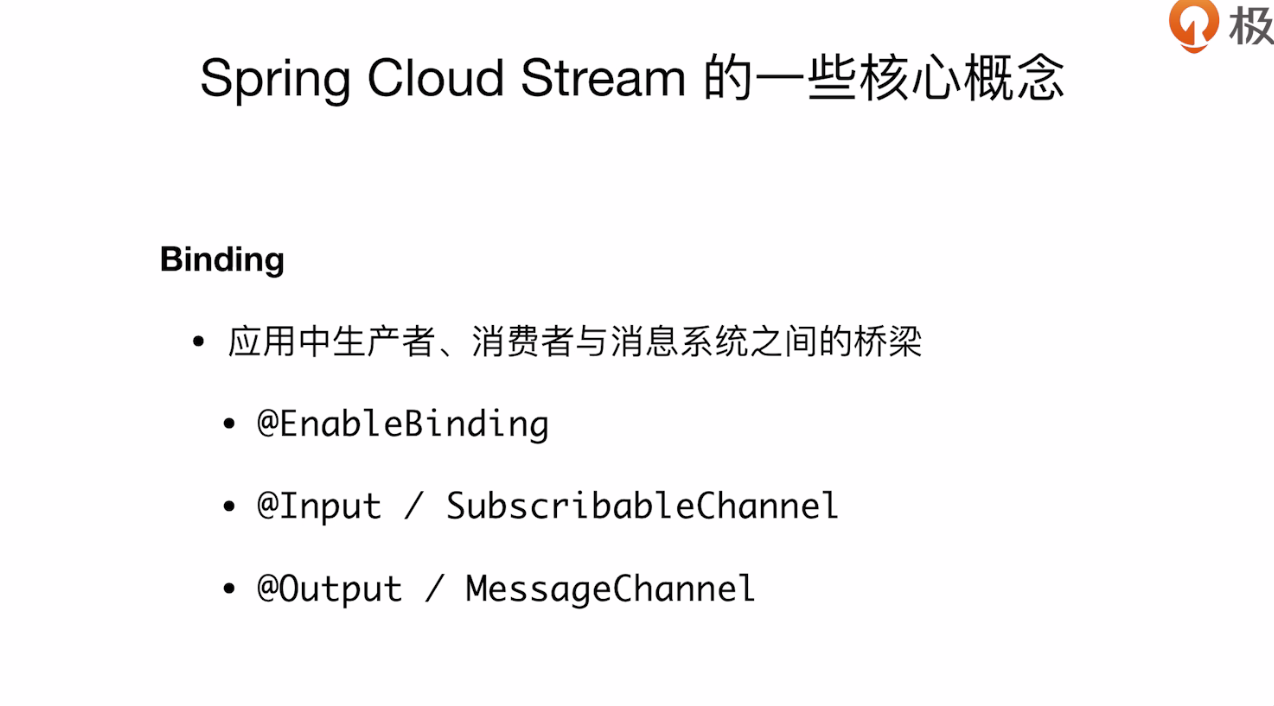 极
Spring Cloud Stream 的一些核心概念
Binding
• 应用中生产者、消费者与消息系统之间的桥梁
• @EnableBinding
• @Input / SubscribableChannel
• @Output / MessageChannel